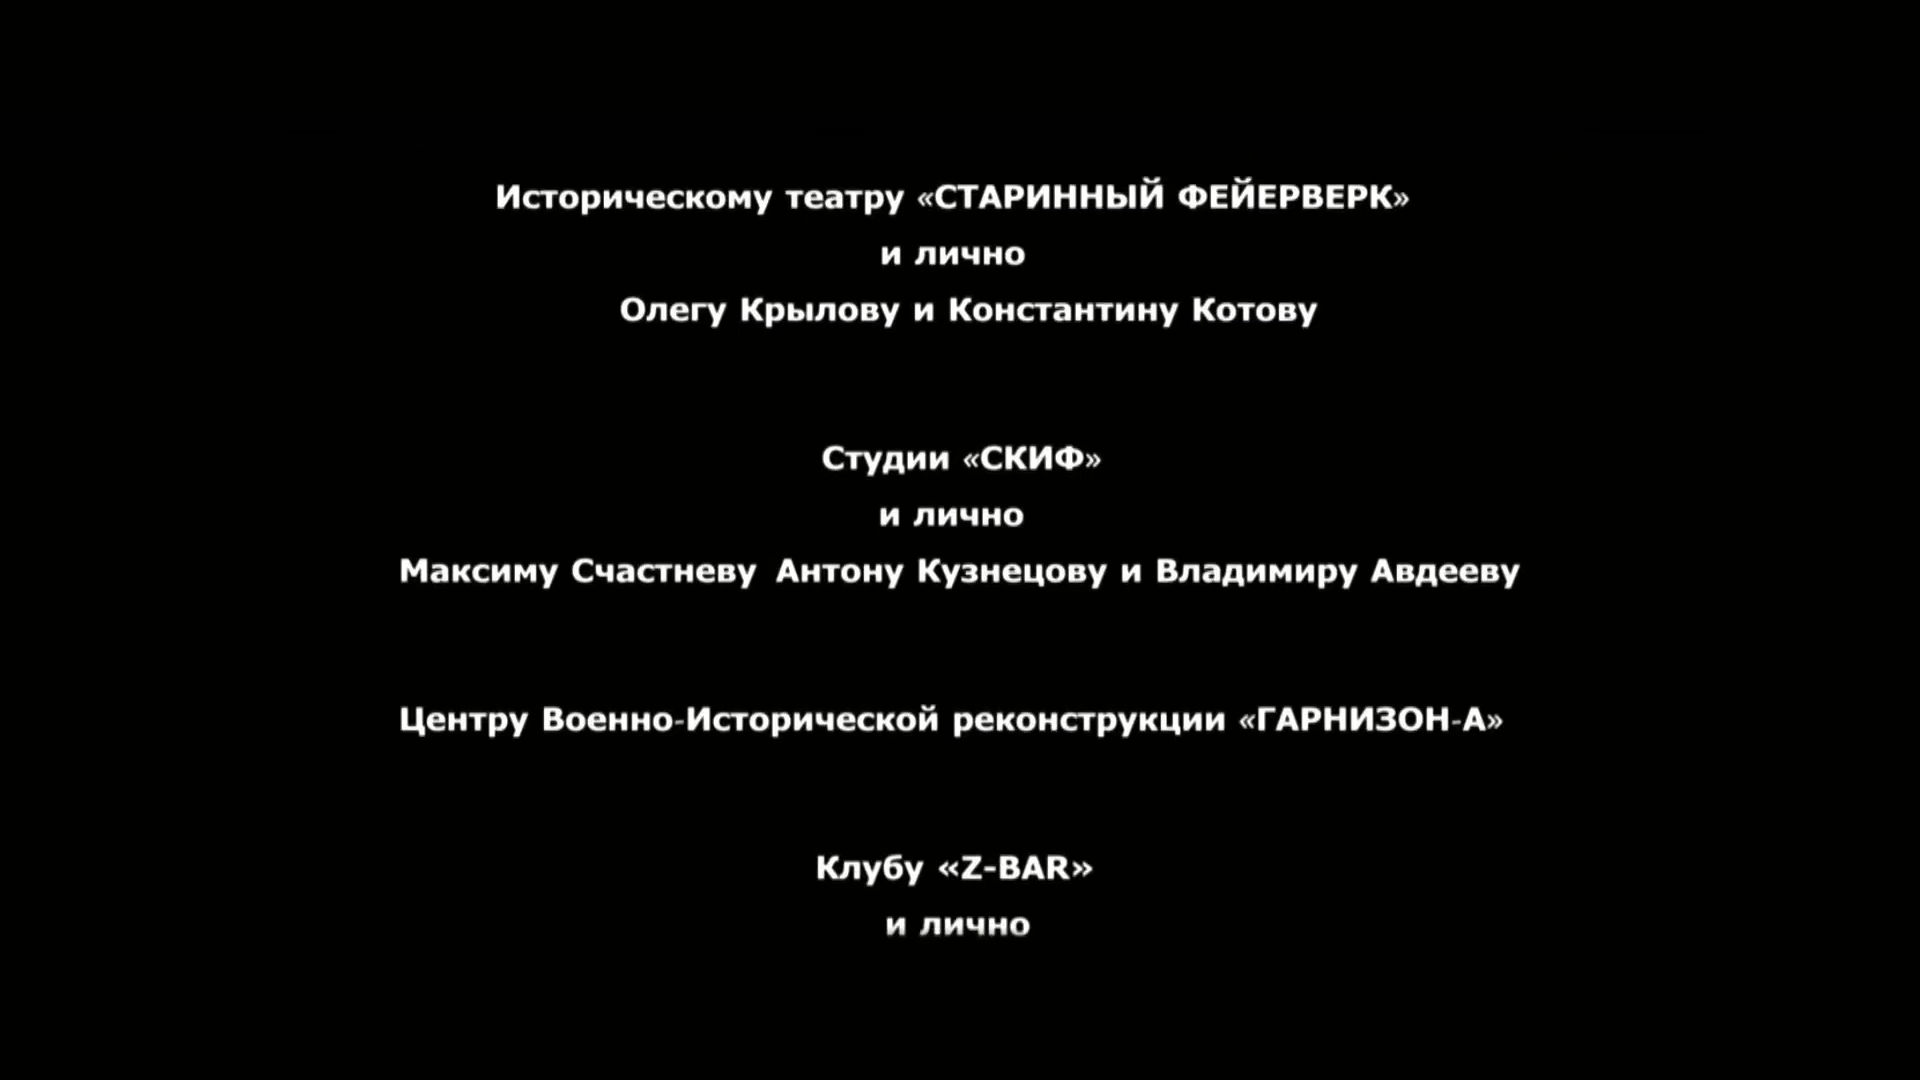 Историческому театру «СТАРИННЫЙ ФЕЙЕРВЕРК»
и лично
Олегу Крылову и Константину Котову
Студии «СКИФ»
и лично
Максиму Счастневу Антону Кузнецову и Владимиру Авдееву
Центру Военно-Исторической реконструкции «ГАРНИЗОН-А»
Клубу «Z-BAR»
и лично